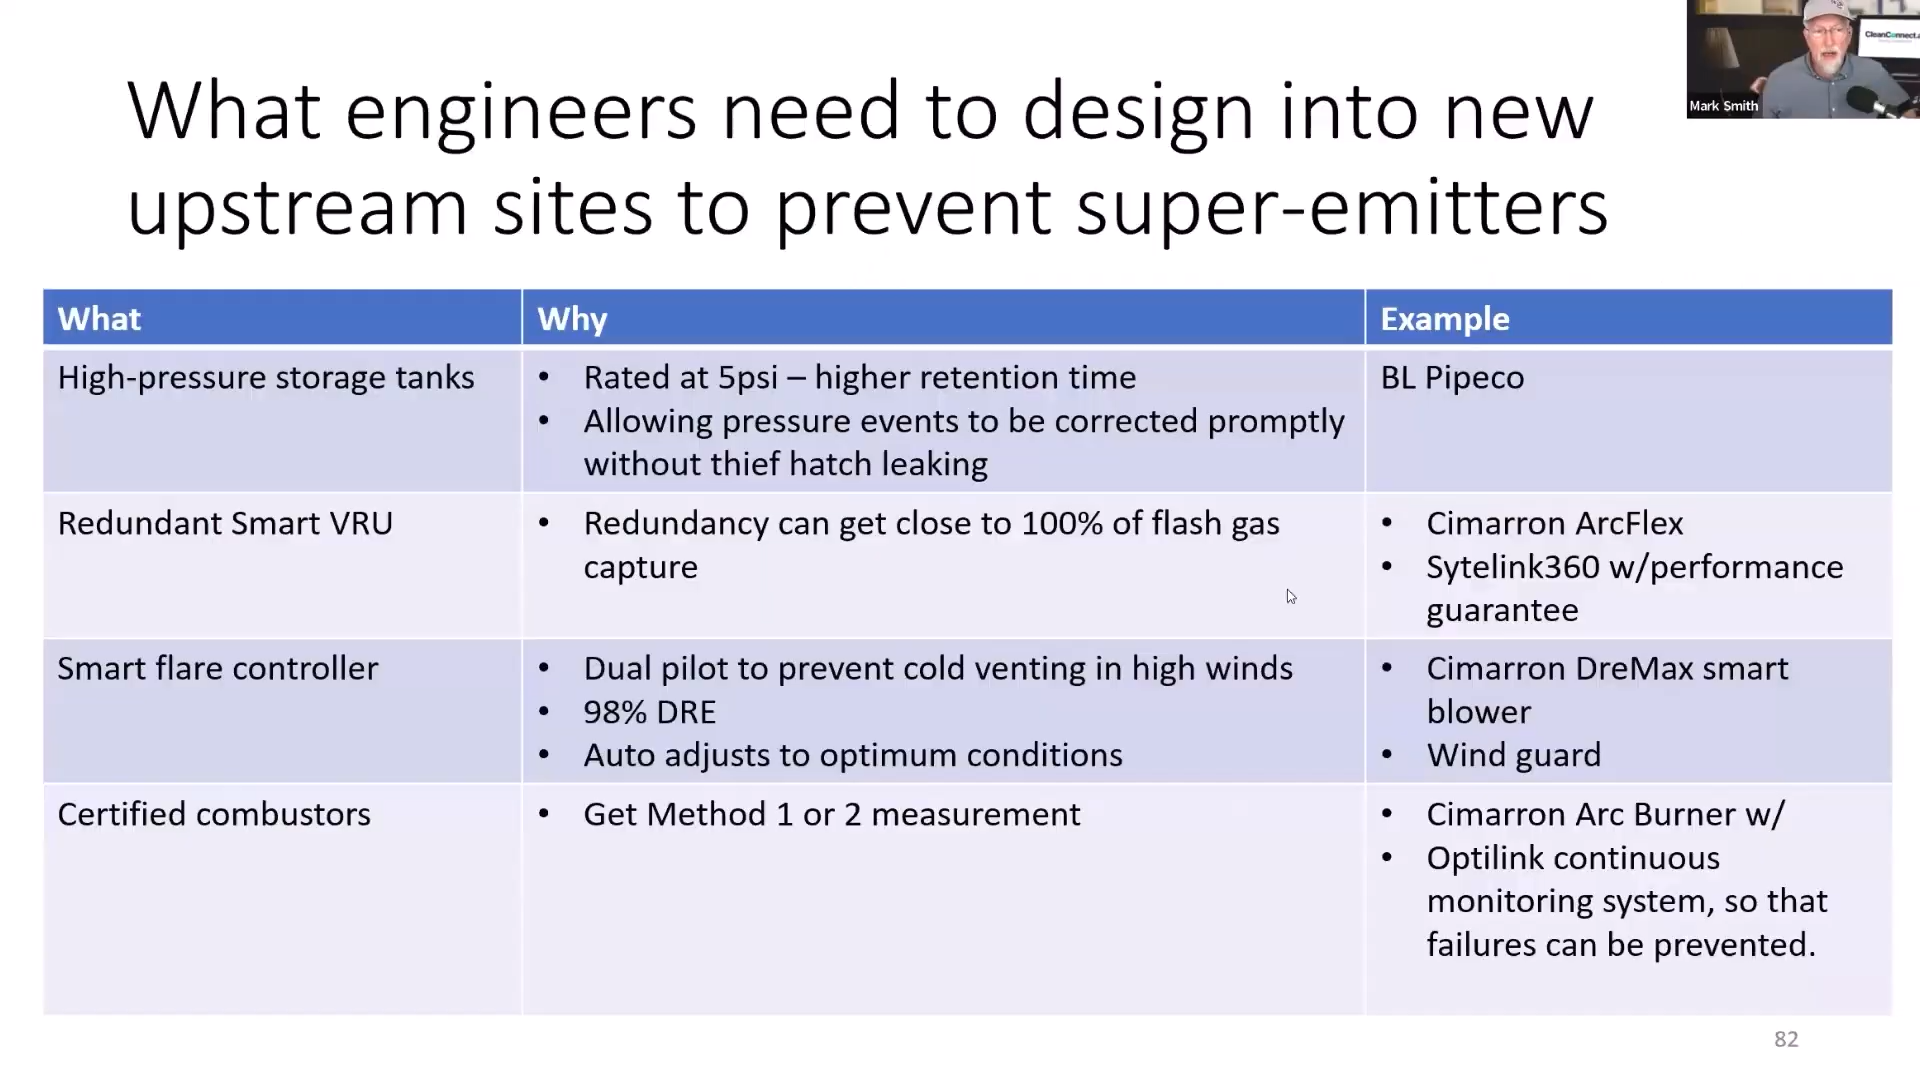 CleanConnect.a
Mark Smith
What engineers need to design into new
upstream sites to prevent super-emitters
What
Why
Example
High-pressure storage tanks
• Rated at 5psi – higher retention time
• Allowing pressure events to be corrected promptly
without thief hatch leaking
BL Pipeco
Redundant Smart VRU
• Redundancy can get close to 100% of flash gas
capture
• Cimarron ArcFlex
• Sytelink360 w/performance
guarantee
Smart flare controller
• Dual pilot to prevent cold venting in high winds
• 98% DRE
• Auto adjusts to optimum conditions
• Cimarron DreMax smart
blower
• Wind guard
Certified combustors
• Get Method 1 or 2 measurement
• Cimarron Arc Burner w/
• Optilink continuous
monitoring system, so that
failures can be prevented.
82